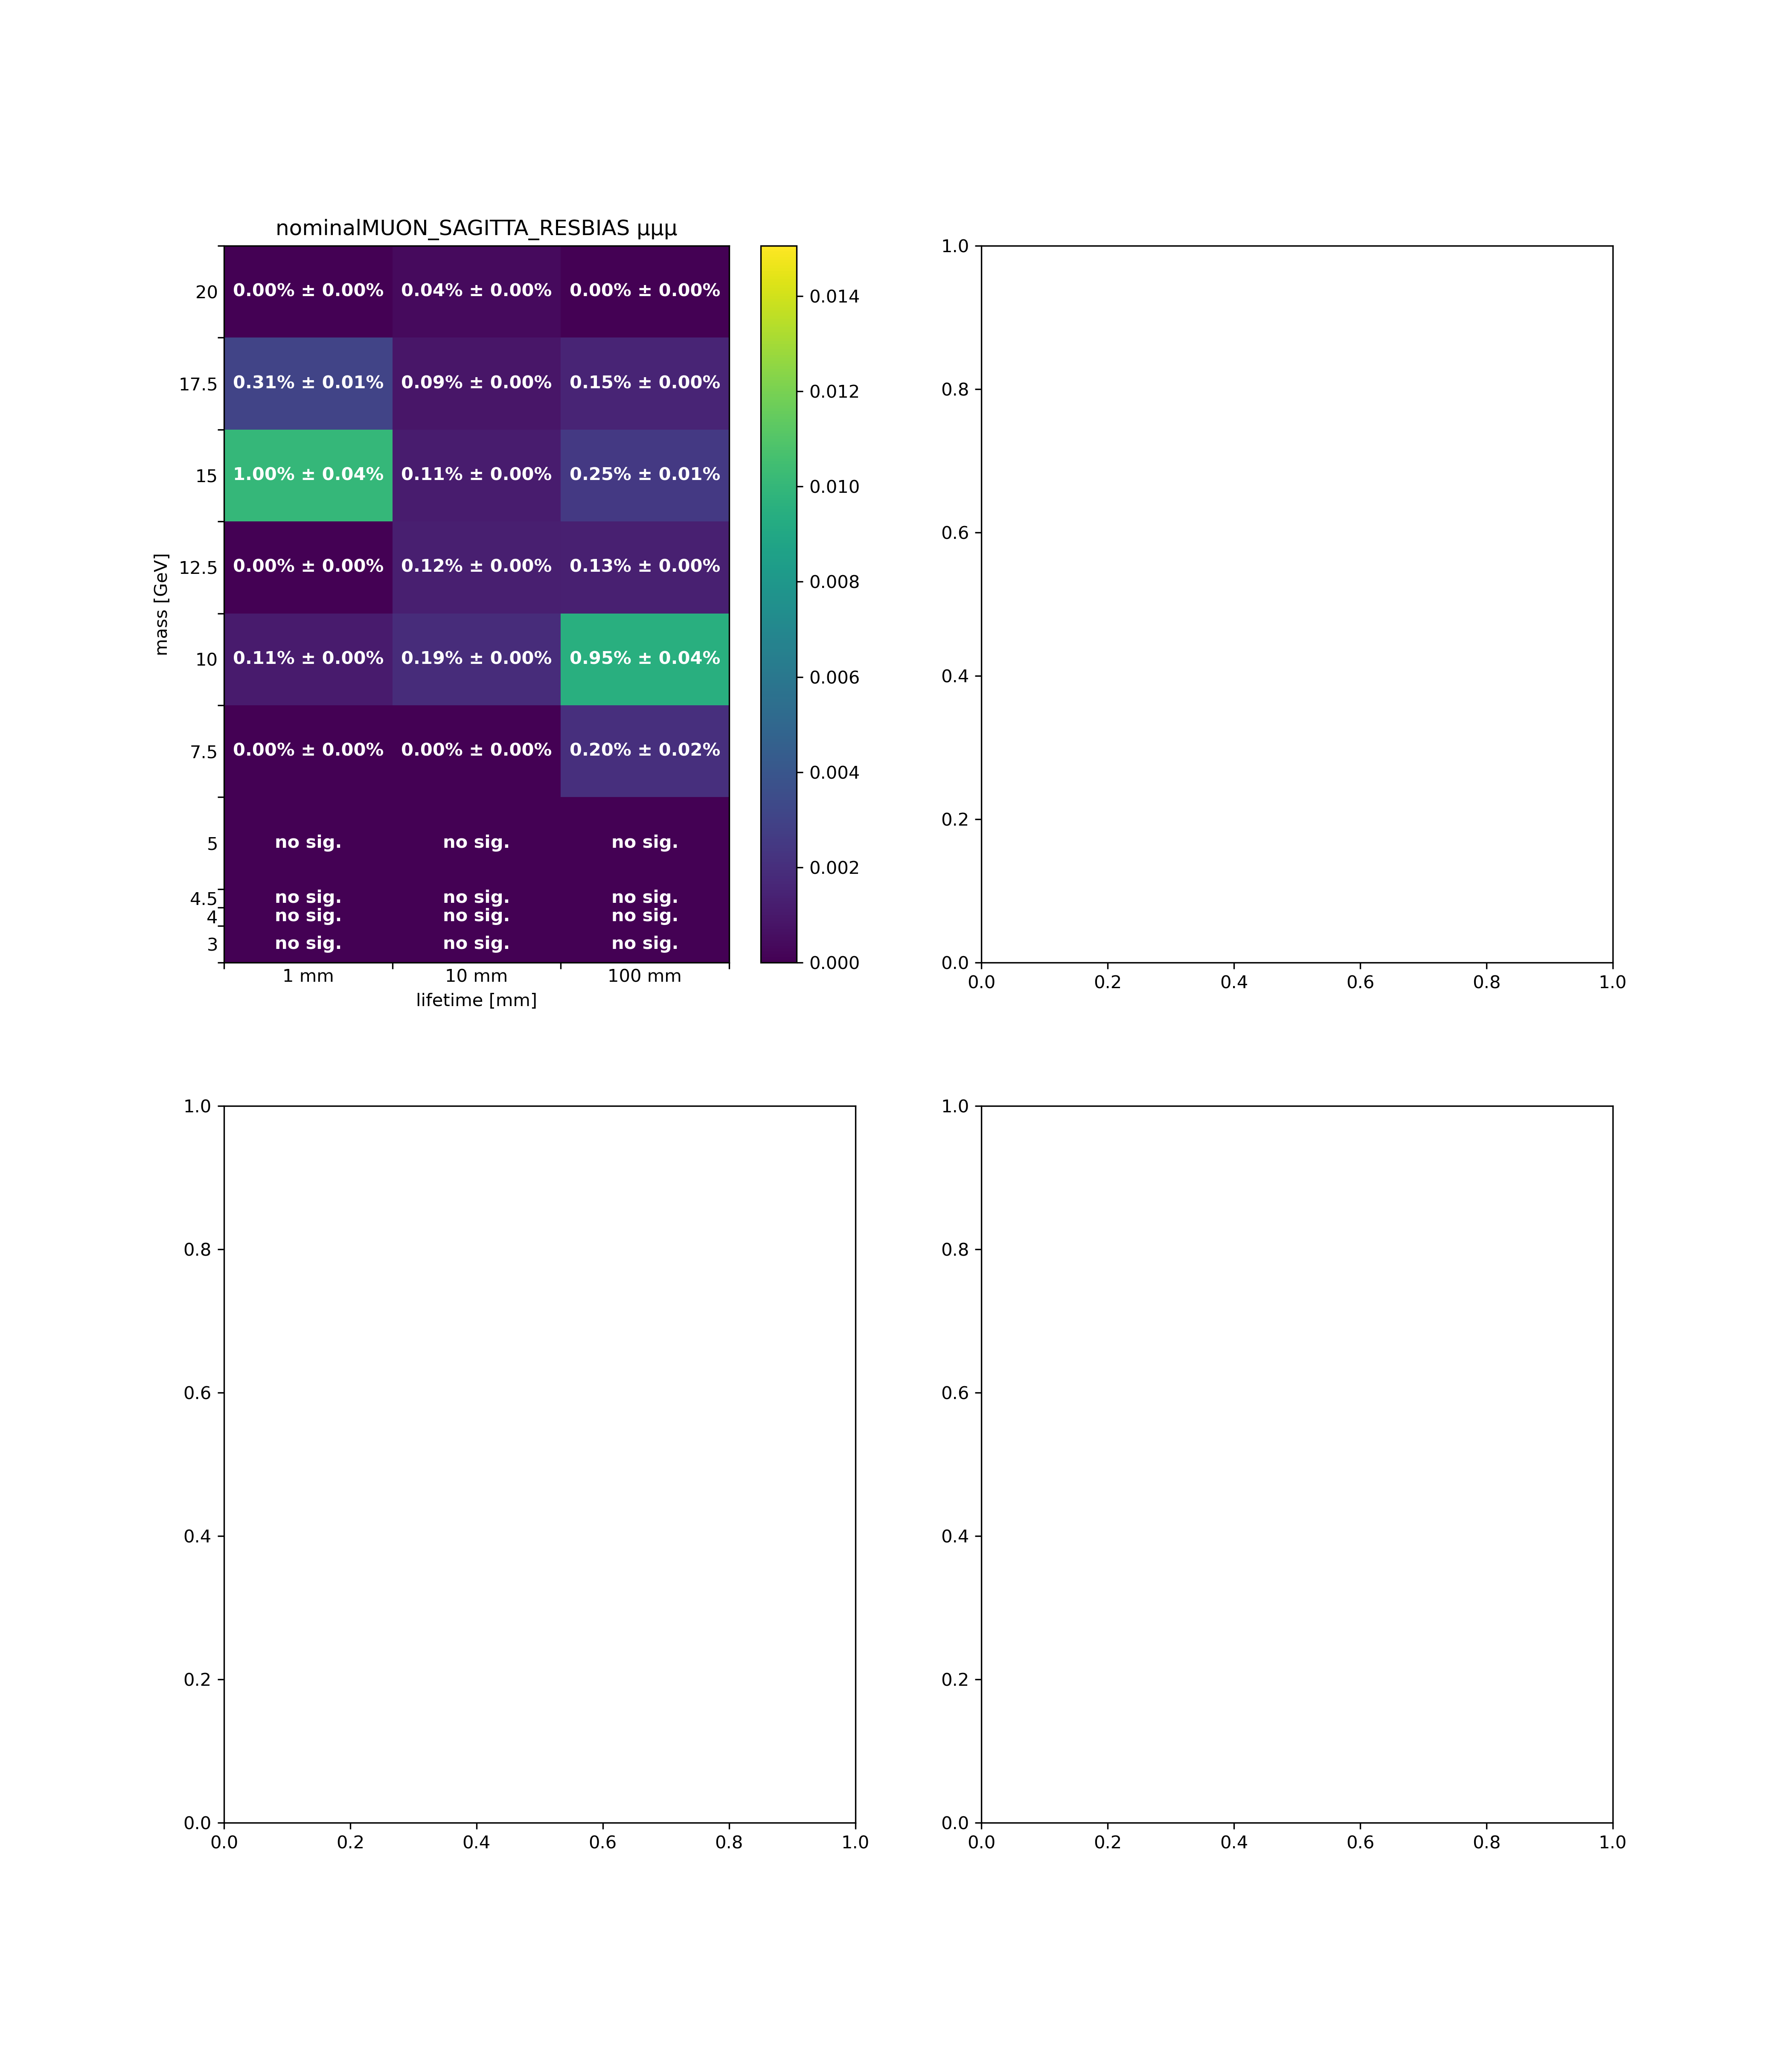 nominalMUON_SAGITTA_RESBIAS μμμ
mass [GeV]
20 0.00% ± 0.00% 0.04% ± 0.00% 0.00% ± 0.00%
17.5 0.31% ± 0.01% 0.09% ± 0.00% 0.15% ± 0.00%
15 1.00% ± 0.04% 0.11% ± 0.00% 0.25% ± 0.01%
12.5 0.00% ± 0.00% 0.12% ± 0.00% 0.13% ± 0.00%
10 0.11% ± 0.00% 0.19% ± 0.00% 0.95% ± 0.04%
7.5 0.00% ± 0.00% 0.00% ± 0.00% 0.20% ± 0.02%
5 no sig. no sig. no sig.
4.5 no sig. no sig. no sig.
4 no sig. no sig. no sig.
3 no sig. no sig. no sig.
1 mm 10 mm 100 mm
lifetime [mm]
0.014
0.012
0.010
0.008
0.006
0.004
0.002
0.000
1.0
0.8
0.6
0.4
0.2
0.0
0.0 0.2 0.4 0.6 0.8 1.0
1.0
0.8
0.6
0.4
0.2
0.0
0.0 0.2 0.4 0.6 0.8 1.0
1.0
0.8
0.6
0.4
0.2
0.0
0.0 0.2 0.4 0.6 0.8 1.0